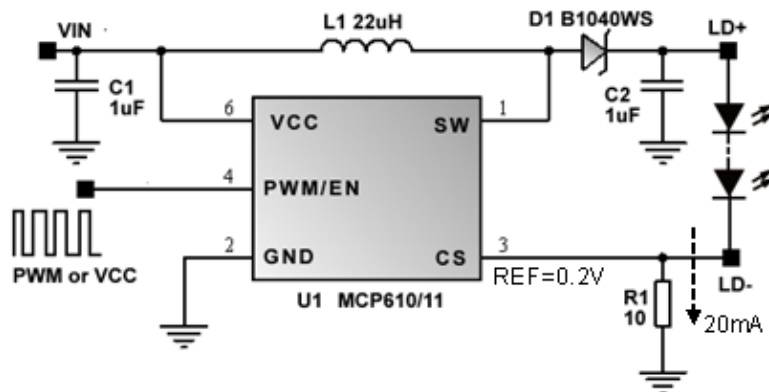 VIN
L1 22uH
D1 B1040WS
LD+
C1
1uF
C2
1uF
6
VCC
SW
1
4
PWM/EN
PWM or VCC
2
GND
CS
3
REF=0.2V
U1 MCP610/11
R1
10
LD-
20mA